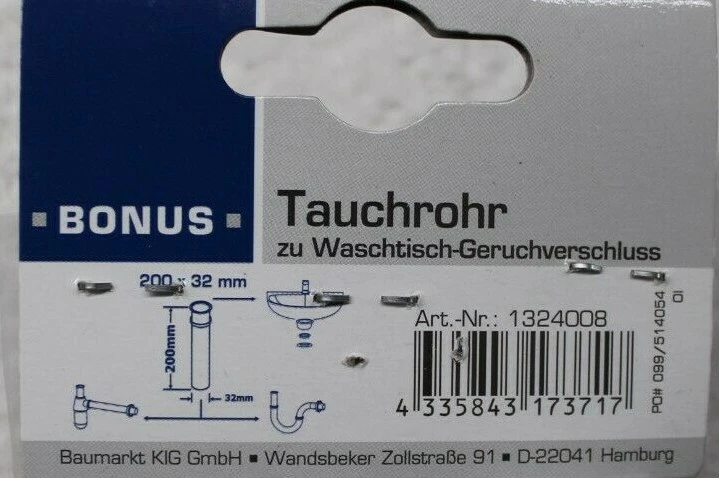 BONUS
Tauchrohr
zu Waschtisch-Geruchverschluss
200 x 32 mm
200mm
32mm
Art.-Nr.: 1324008
4 335843 173717
PO# 099/514054
OI
Baumarkt KIG GmbH ▪ Wandsbeker Zollstraße 91 ▪ D-22041 Hamburg